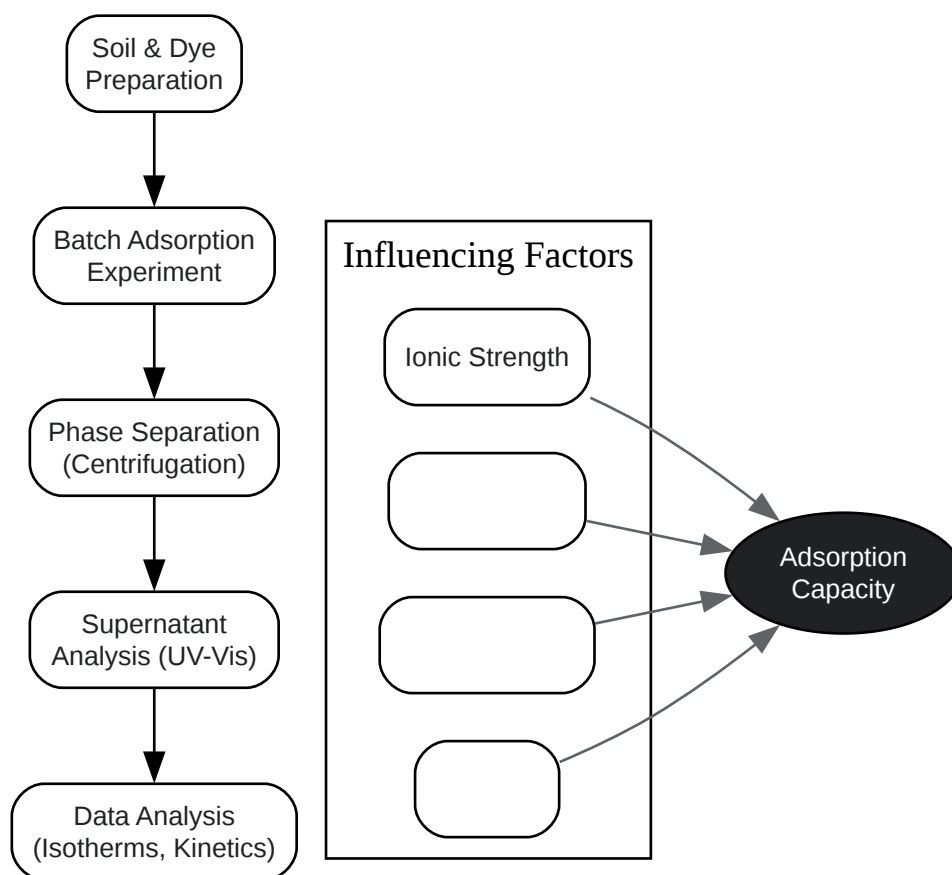 Soil & Dye
Preparation
Batch Adsorption
Experiment
Phase Separation
(Centrifugation)
Supernatant
Analysis (UV-Vis)
Data Analysis
(Isotherms, Kinetics)
Influencing Factors
Ionic Strength
Adsorption
Capacity